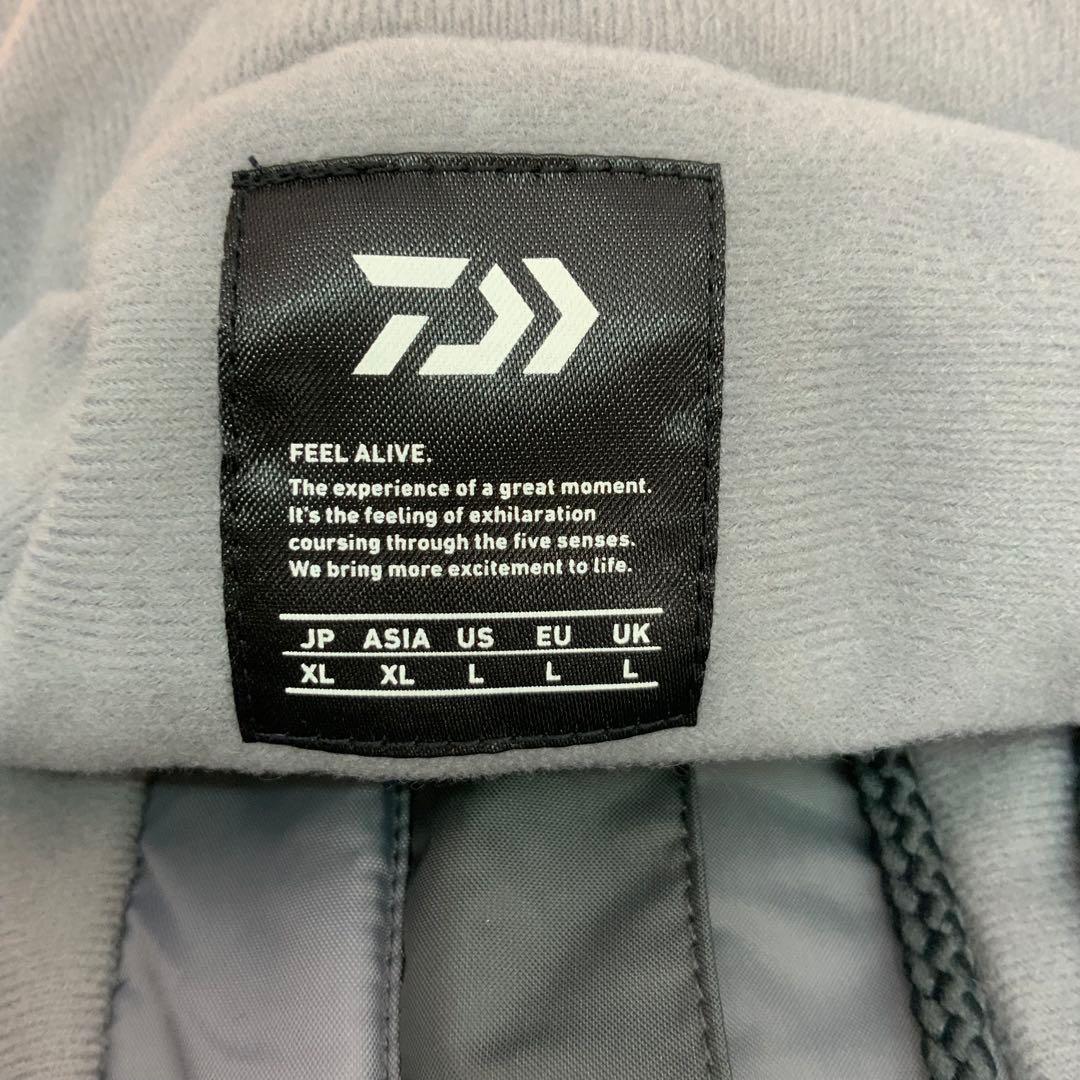 FEEL ALIVE.
The experience of a great moment.
It's the feeling of exhilaration
coursing through the five senses.
We bring more excitement to life.
JP ASIA US EU UK
XL XL L L L